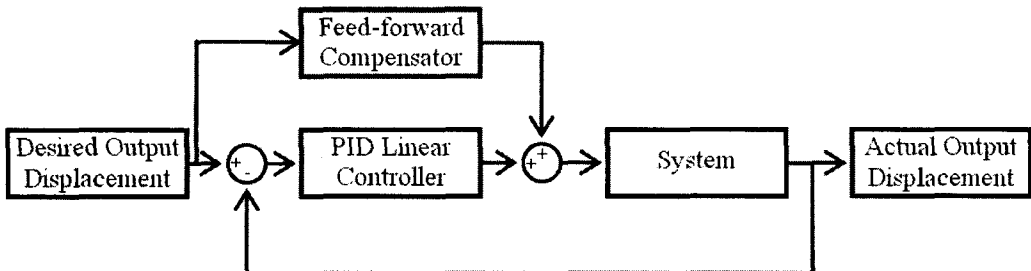 Feed-forward
Compensator
Desired Output
Displacement
+
-
PID Linear
Controller
+
+
System
Actual Output
Displacement